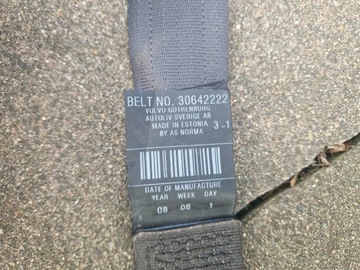 BELT NO. 30642222
VOLVO GOTHENBURG
AUTOLIV SVERIGE AB
MADE IN ESTONIA 3-1
BY AS NORMA
DATE OF MANUFACTURE
YEAR WEEK DAY
08 08 1